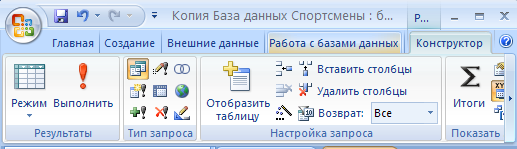 Копия База данных Спортсмены : б... Р...
Главная Создание Внешние данные Работа с базами данных Конструктор
Вставить столбцы
Режим Выполнить Отобразить таблицу Удалить столбцы Итоги
Возврат: Все
Результаты Тип запроса Настройка запроса Показать